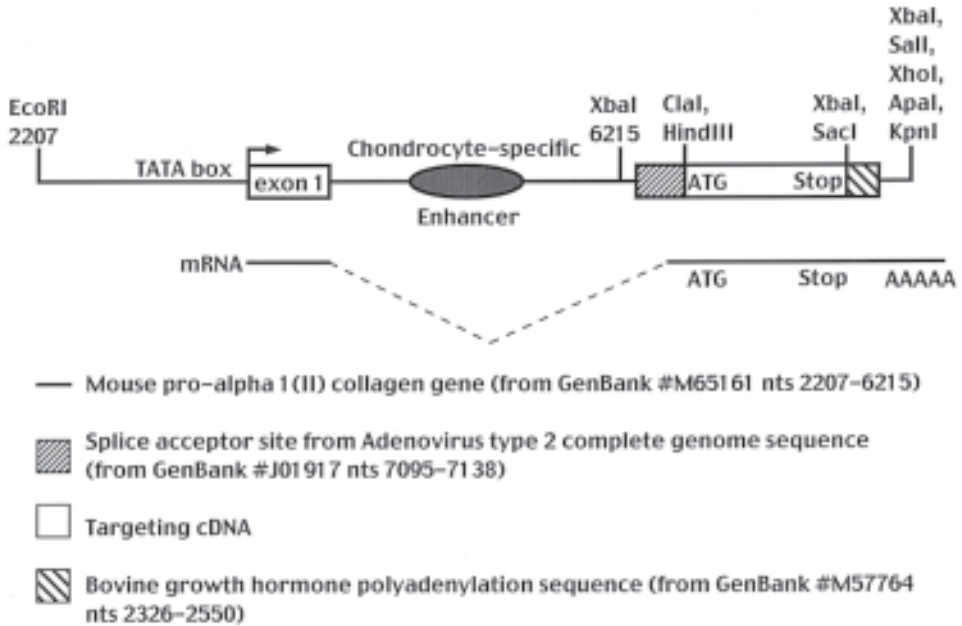 XbaI,
SalI,
XhoI,
ApaI,
KpnI
EcoRI
2207
XbaI
6215
ClaI,
HindIII
XbaI,
SacI
Chondrocyte-specific
TATA box
exon 1
ATG
Stop
Enhancer
mRNA
ATG
Stop
AAAAA
Mouse pro-alpha 1(II) collagen gene (from GenBank #M65161 nts 2207-6215)
Splice acceptor site from Adenovirus type 2 complete genome sequence
(from GenBank #J01917 nts 7095-7138)
Targeting cDNA
Bovine growth hormone polyadenylation sequence (from GenBank #M57764
nts 2326-2550)